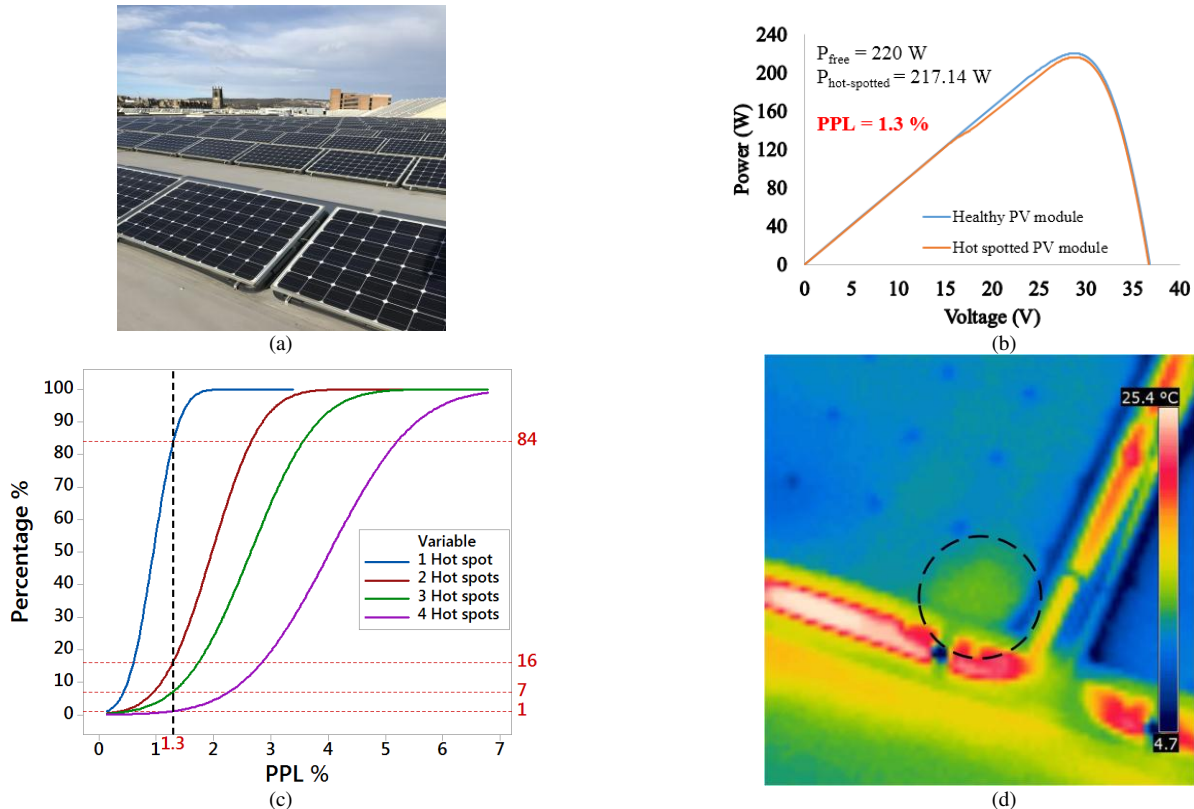 (a)
240
200
160
120
80
40
0
Power (W)
P_free = 220 W
P_hot-spotted = 217.14 W
PPL = 1.3 %
Healthy PV module
Hot spotted PV module
0 5 10 15 20 25 30 35 40
Voltage (V)
(b)
100
90
80
70
60
50
40
30
20
10
0
Percentage %
84
16
7
1
Variable
1 Hot spot
2 Hot spots
3 Hot spots
4 Hot spots
0 1 2 3 4 5 6 7
1.3
PPL %
(c)
25.4 °C
4.7
(d)